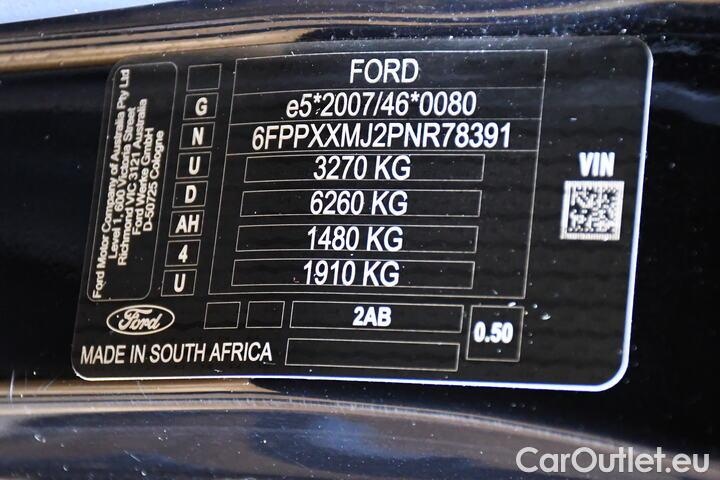 Ford Motor Company of Australia Pty Ltd
Level 1, 600 Victoria Street
Richmond VIC 3121 Australia
Ford Werke GmbH
D-50725 Cologne
FORD
G e5*2007/46*0080
N 6FPPXXMJ2PNR78391
U 3270 KG
D 6260 KG
AH 1480 KG
4 1910 KG
U
VIN
Ford
2AB
0.50
MADE IN SOUTH AFRICA
CarOutlet.eu